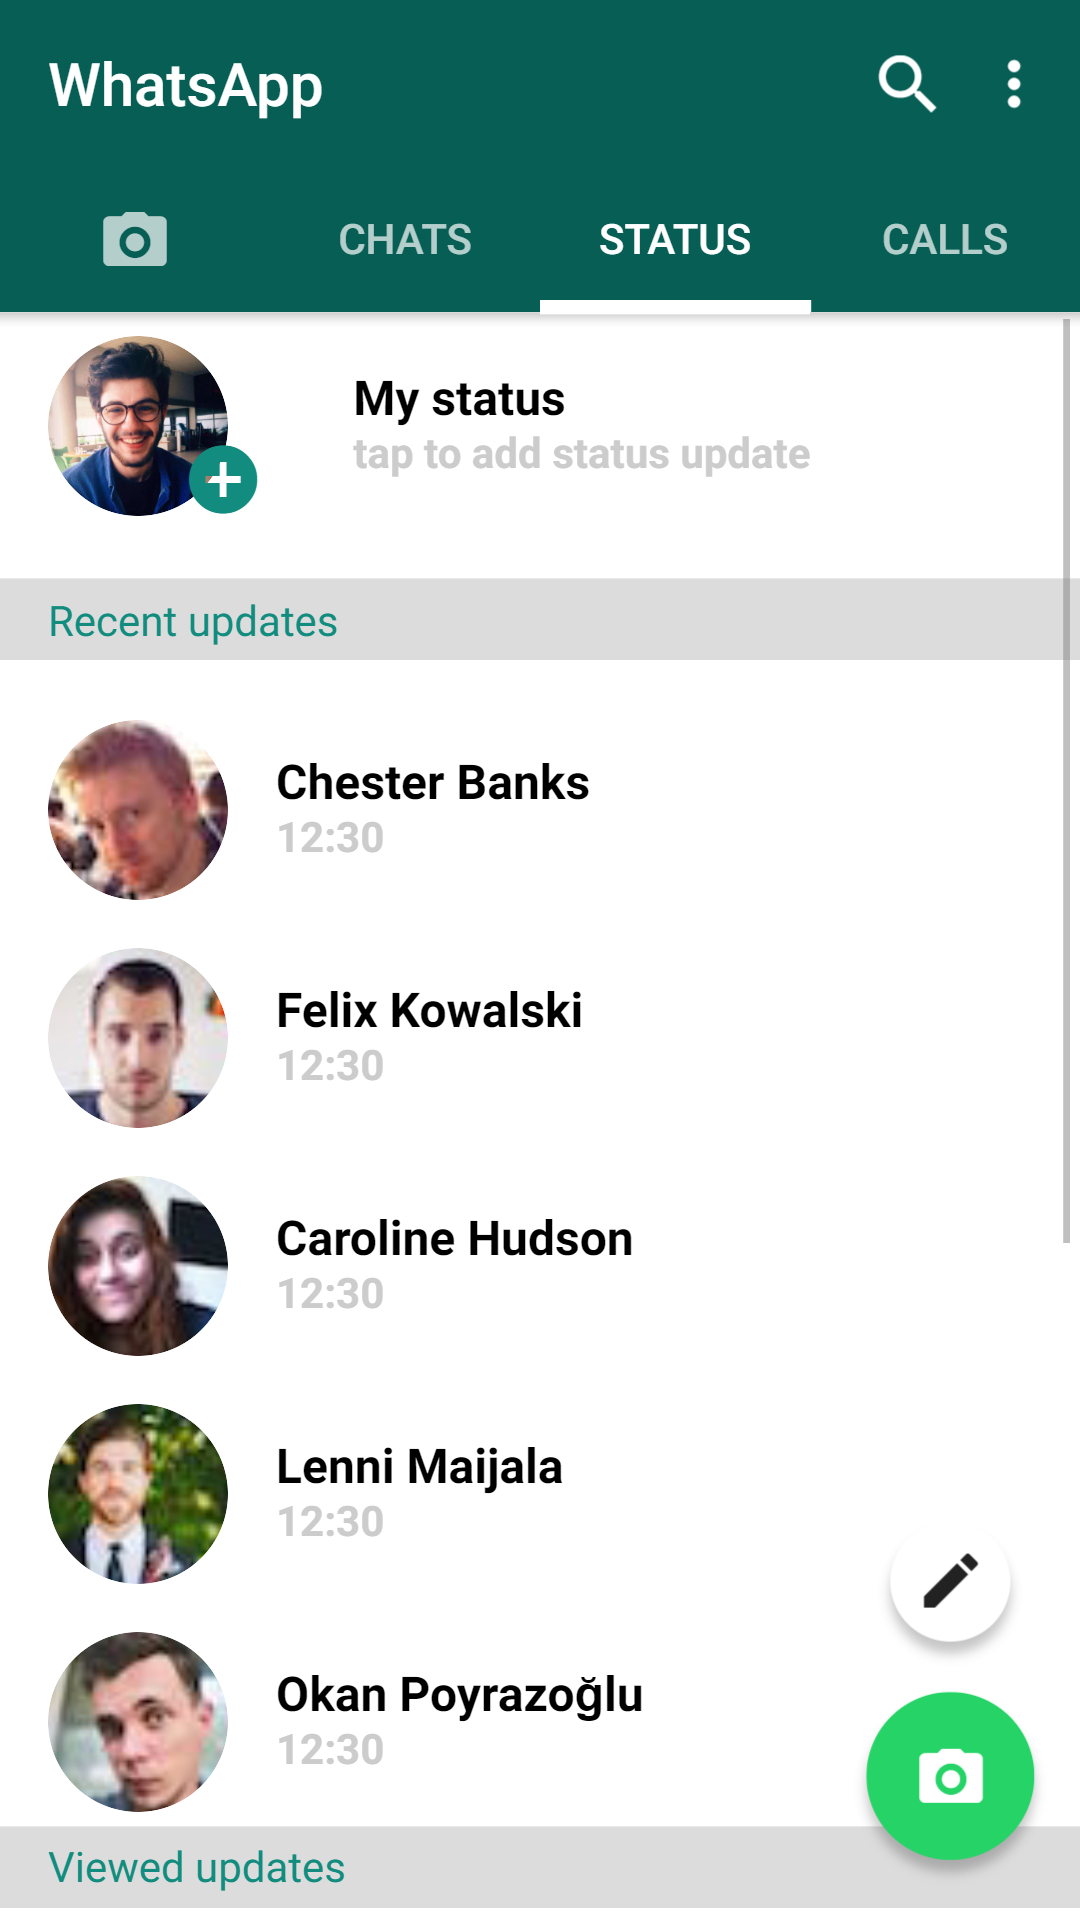 WhatsApp
CHATS STATUS CALLS
My status
tap to add status update
Recent updates
Chester Banks
12:30
Felix Kowalski
12:30
Caroline Hudson
12:30
Lenni Maijala
12:30
Okan Poyrazoğlu
12:30
Viewed updates